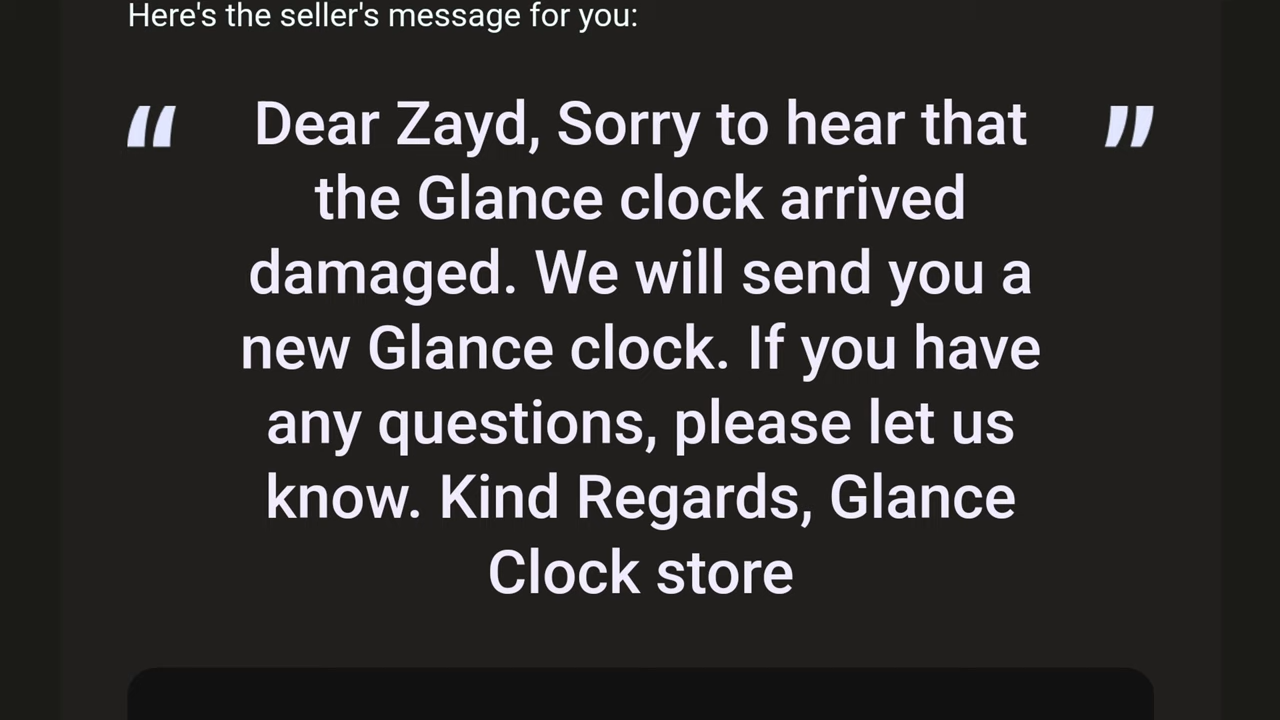 Here's the seller's message for you:
“ Dear Zayd, Sorry to hear that ”
the Glance clock arrived
damaged. We will send you a
new Glance clock. If you have
any questions, please let us
know. Kind Regards, Glance
Clock store